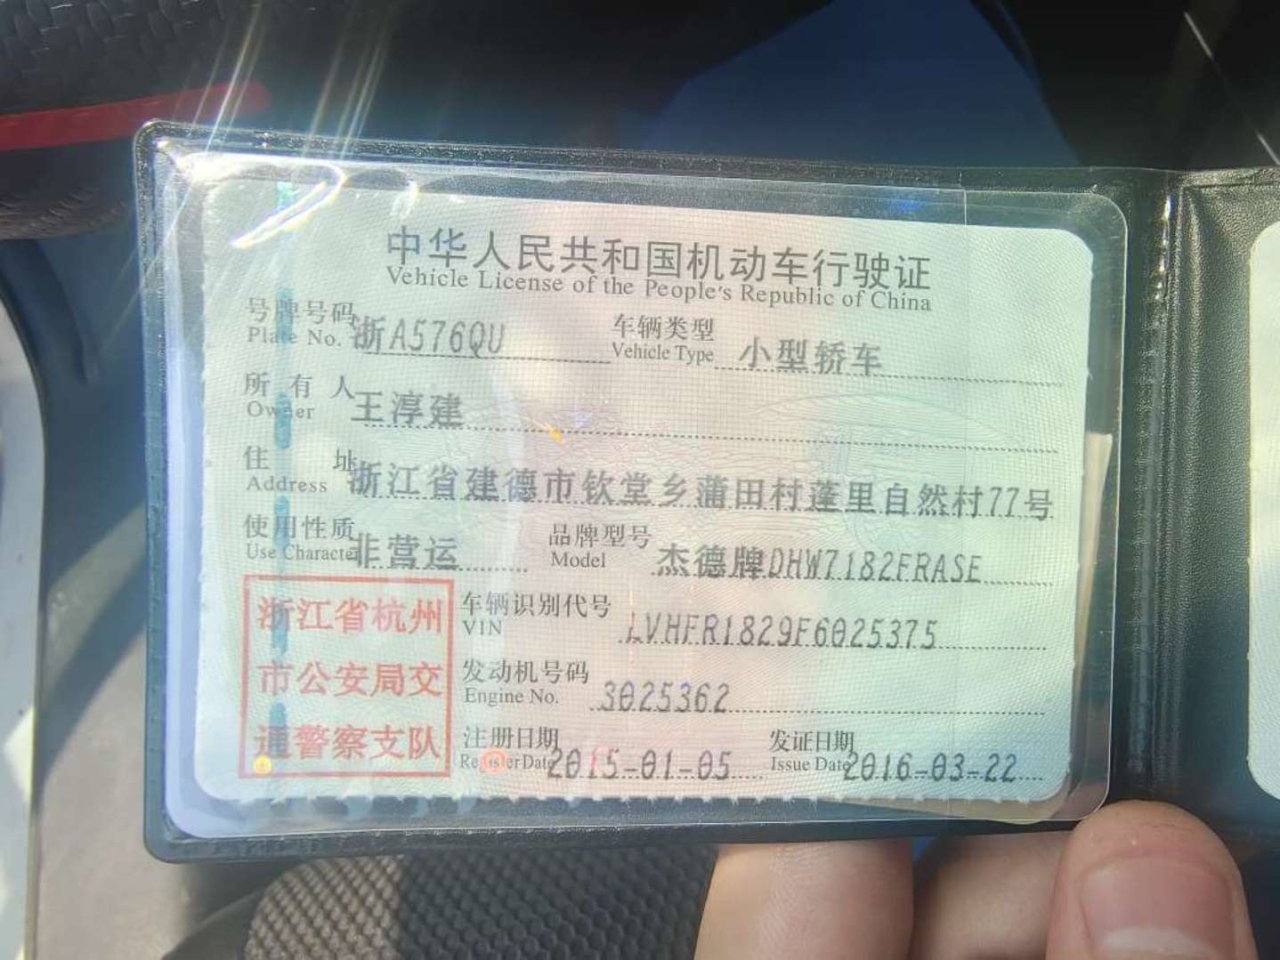 中华人民共和国机动车行驶证
Vehicle License of the People's Republic of China
号牌号码 浙A576QU 车辆类型 小型轿车
Plate No. Vehicle Type
所有人 王淳建
Owner
住址 浙江省建德市钦堂乡蒲田村蓬里自然村77号
Address
使用性质 非营运 品牌型号 杰德牌DHW7182FRASE
Use Character Model
浙江省杭州
市公安局交
通警察支队
车辆识别代号 LVHFR1829F6025375
VIN
发动机号码 3025362
Engine No.
注册日期 2015-01-05 发证日期 2016-03-22
Register Date Issue Date